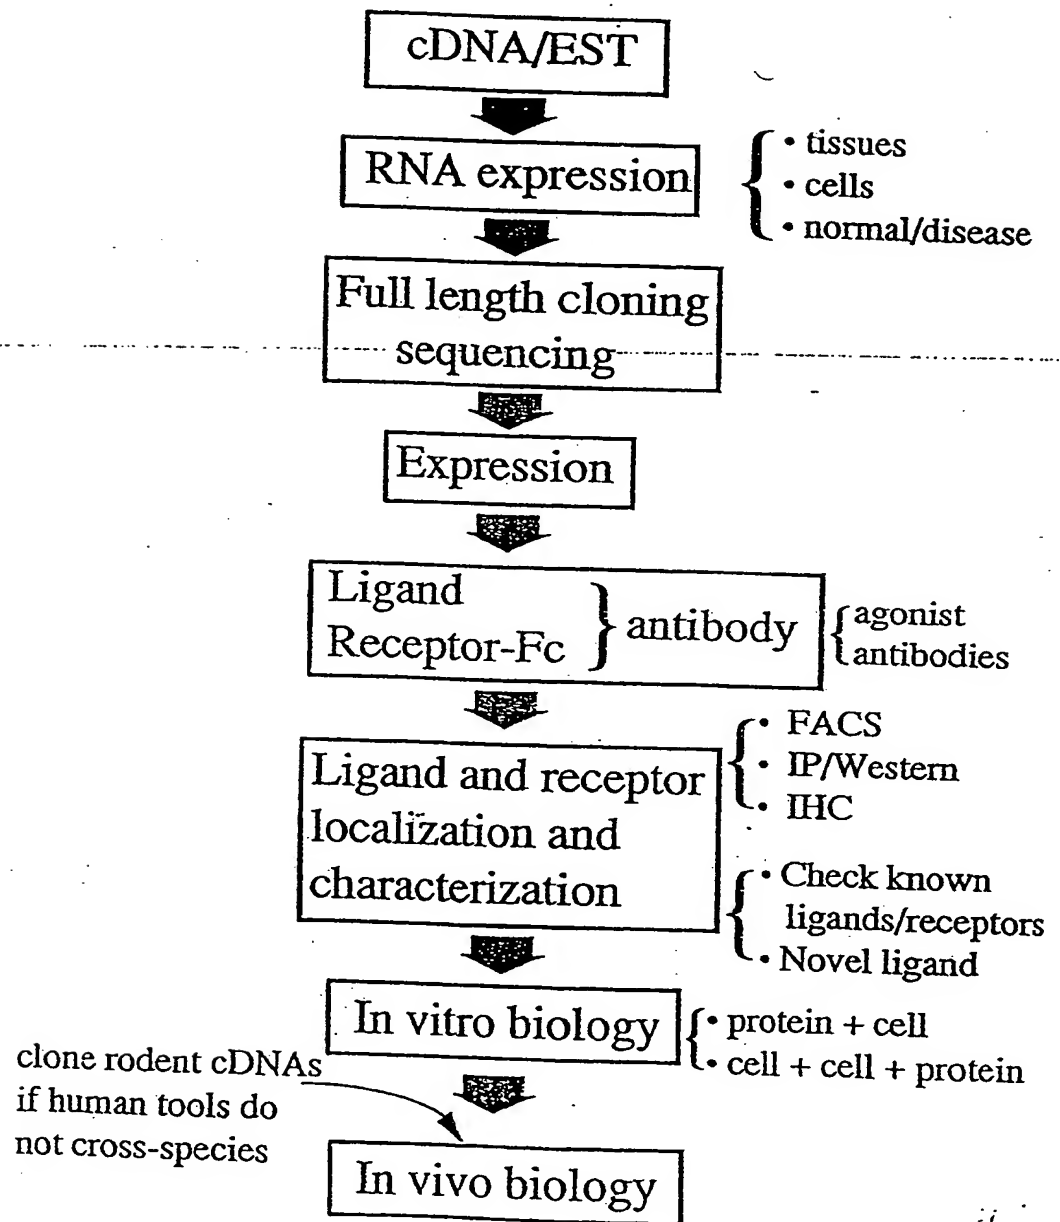 cDNA/EST
RNA expression
• tissues
• cells
• normal/disease
Full length cloning
sequencing
Expression
Ligand
Receptor-Fc
antibody
agonist
antibodies
Ligand and receptor
localization and
characterization
• FACS
• IP/Western
• IHC
• Check known
ligands/receptors
• Novel ligand
In vitro biology
• protein + cell
• cell + cell + protein
clone rodent cDNAs
if human tools do
not cross-species
In vivo biology